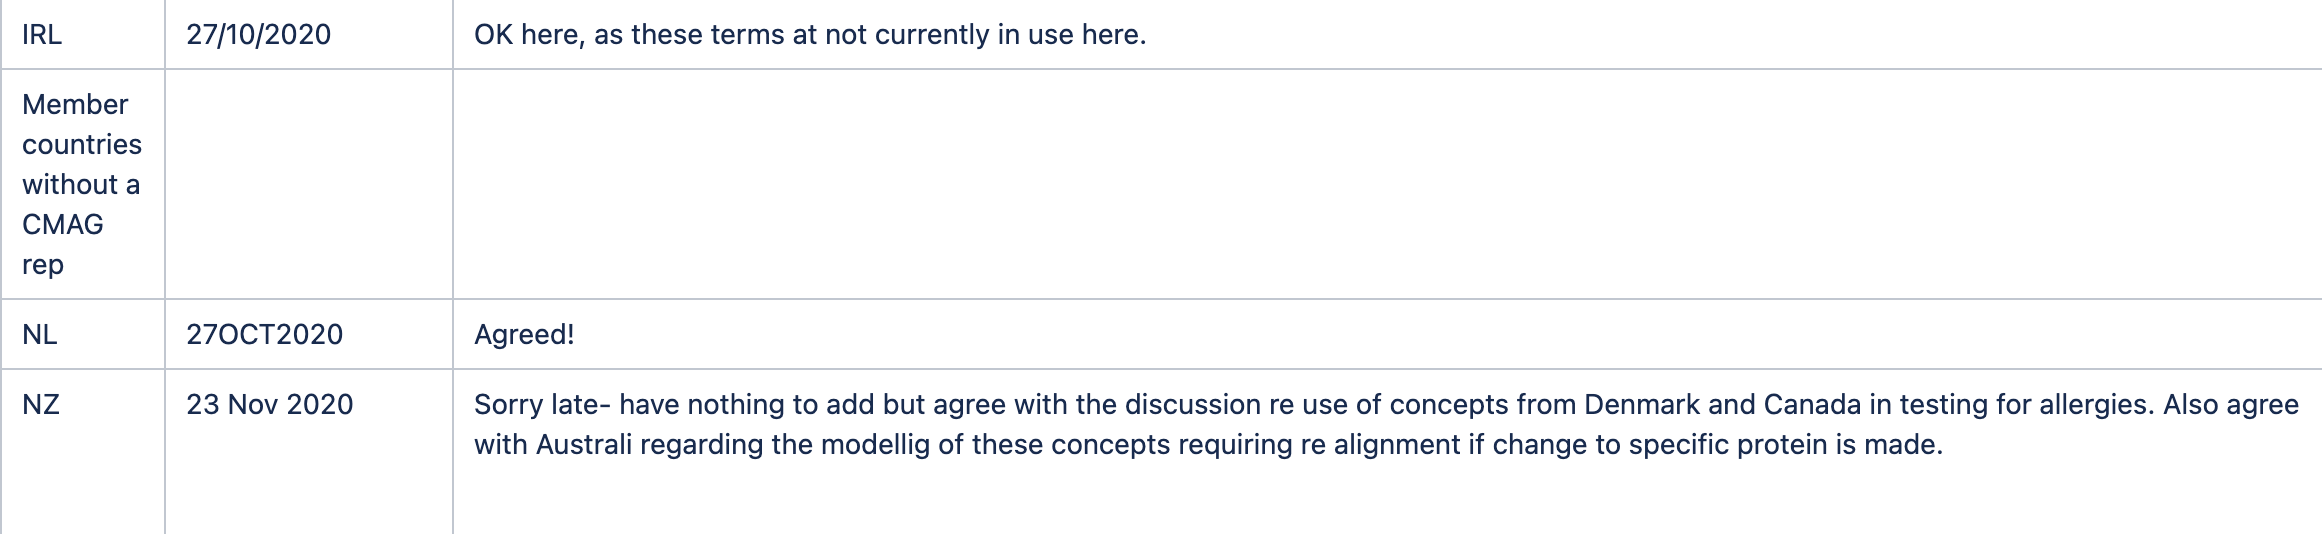 IRL 27/10/2020 OK here, as these terms at not currently in use here.
Member
countries
without a
CMAG
rep
NL 27OCT2020 Agreed!
NZ 23 Nov 2020 Sorry late- have nothing to add but agree with the discussion re use of concepts from Denmark and Canada in testing for allergies. Also agree
with Australi regarding the modellig of these concepts requiring re alignment if change to specific protein is made.